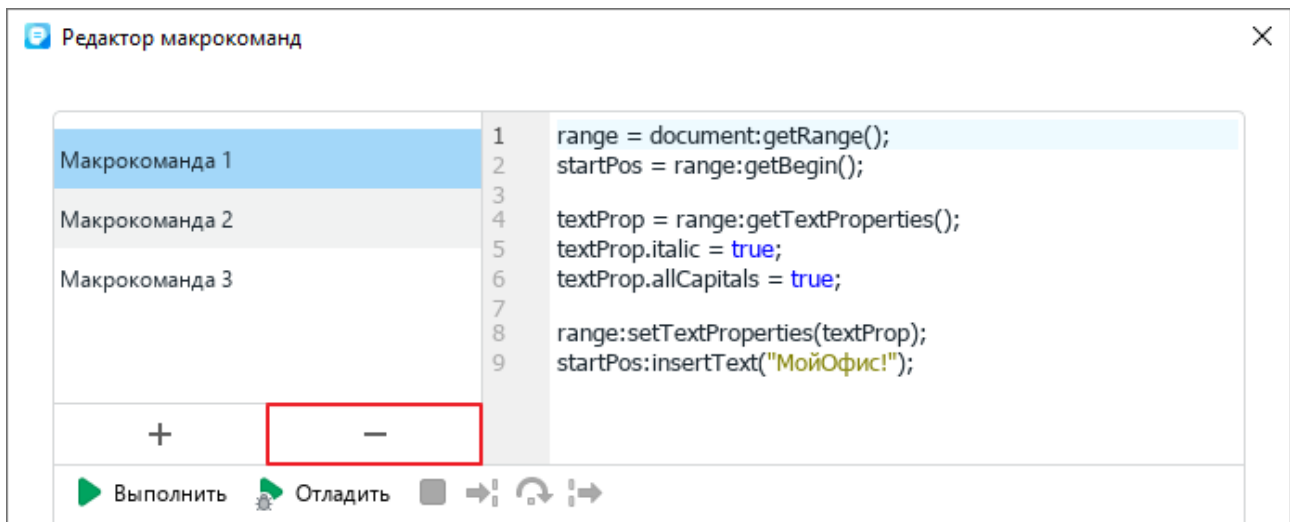 Редактор макрокоманд
Макрокоманда 1
Макрокоманда 2
Макрокоманда 3
1 range = document:getRange();
2 startPos = range:getBegin();
3
4 textProp = range:getTextProperties();
5 textProp.italic = true;
6 textProp.allCapitals = true;
7
8 range:setTextProperties(textProp);
9 startPos:insertText("МойОфис!");
+ −
Выполнить Отладить